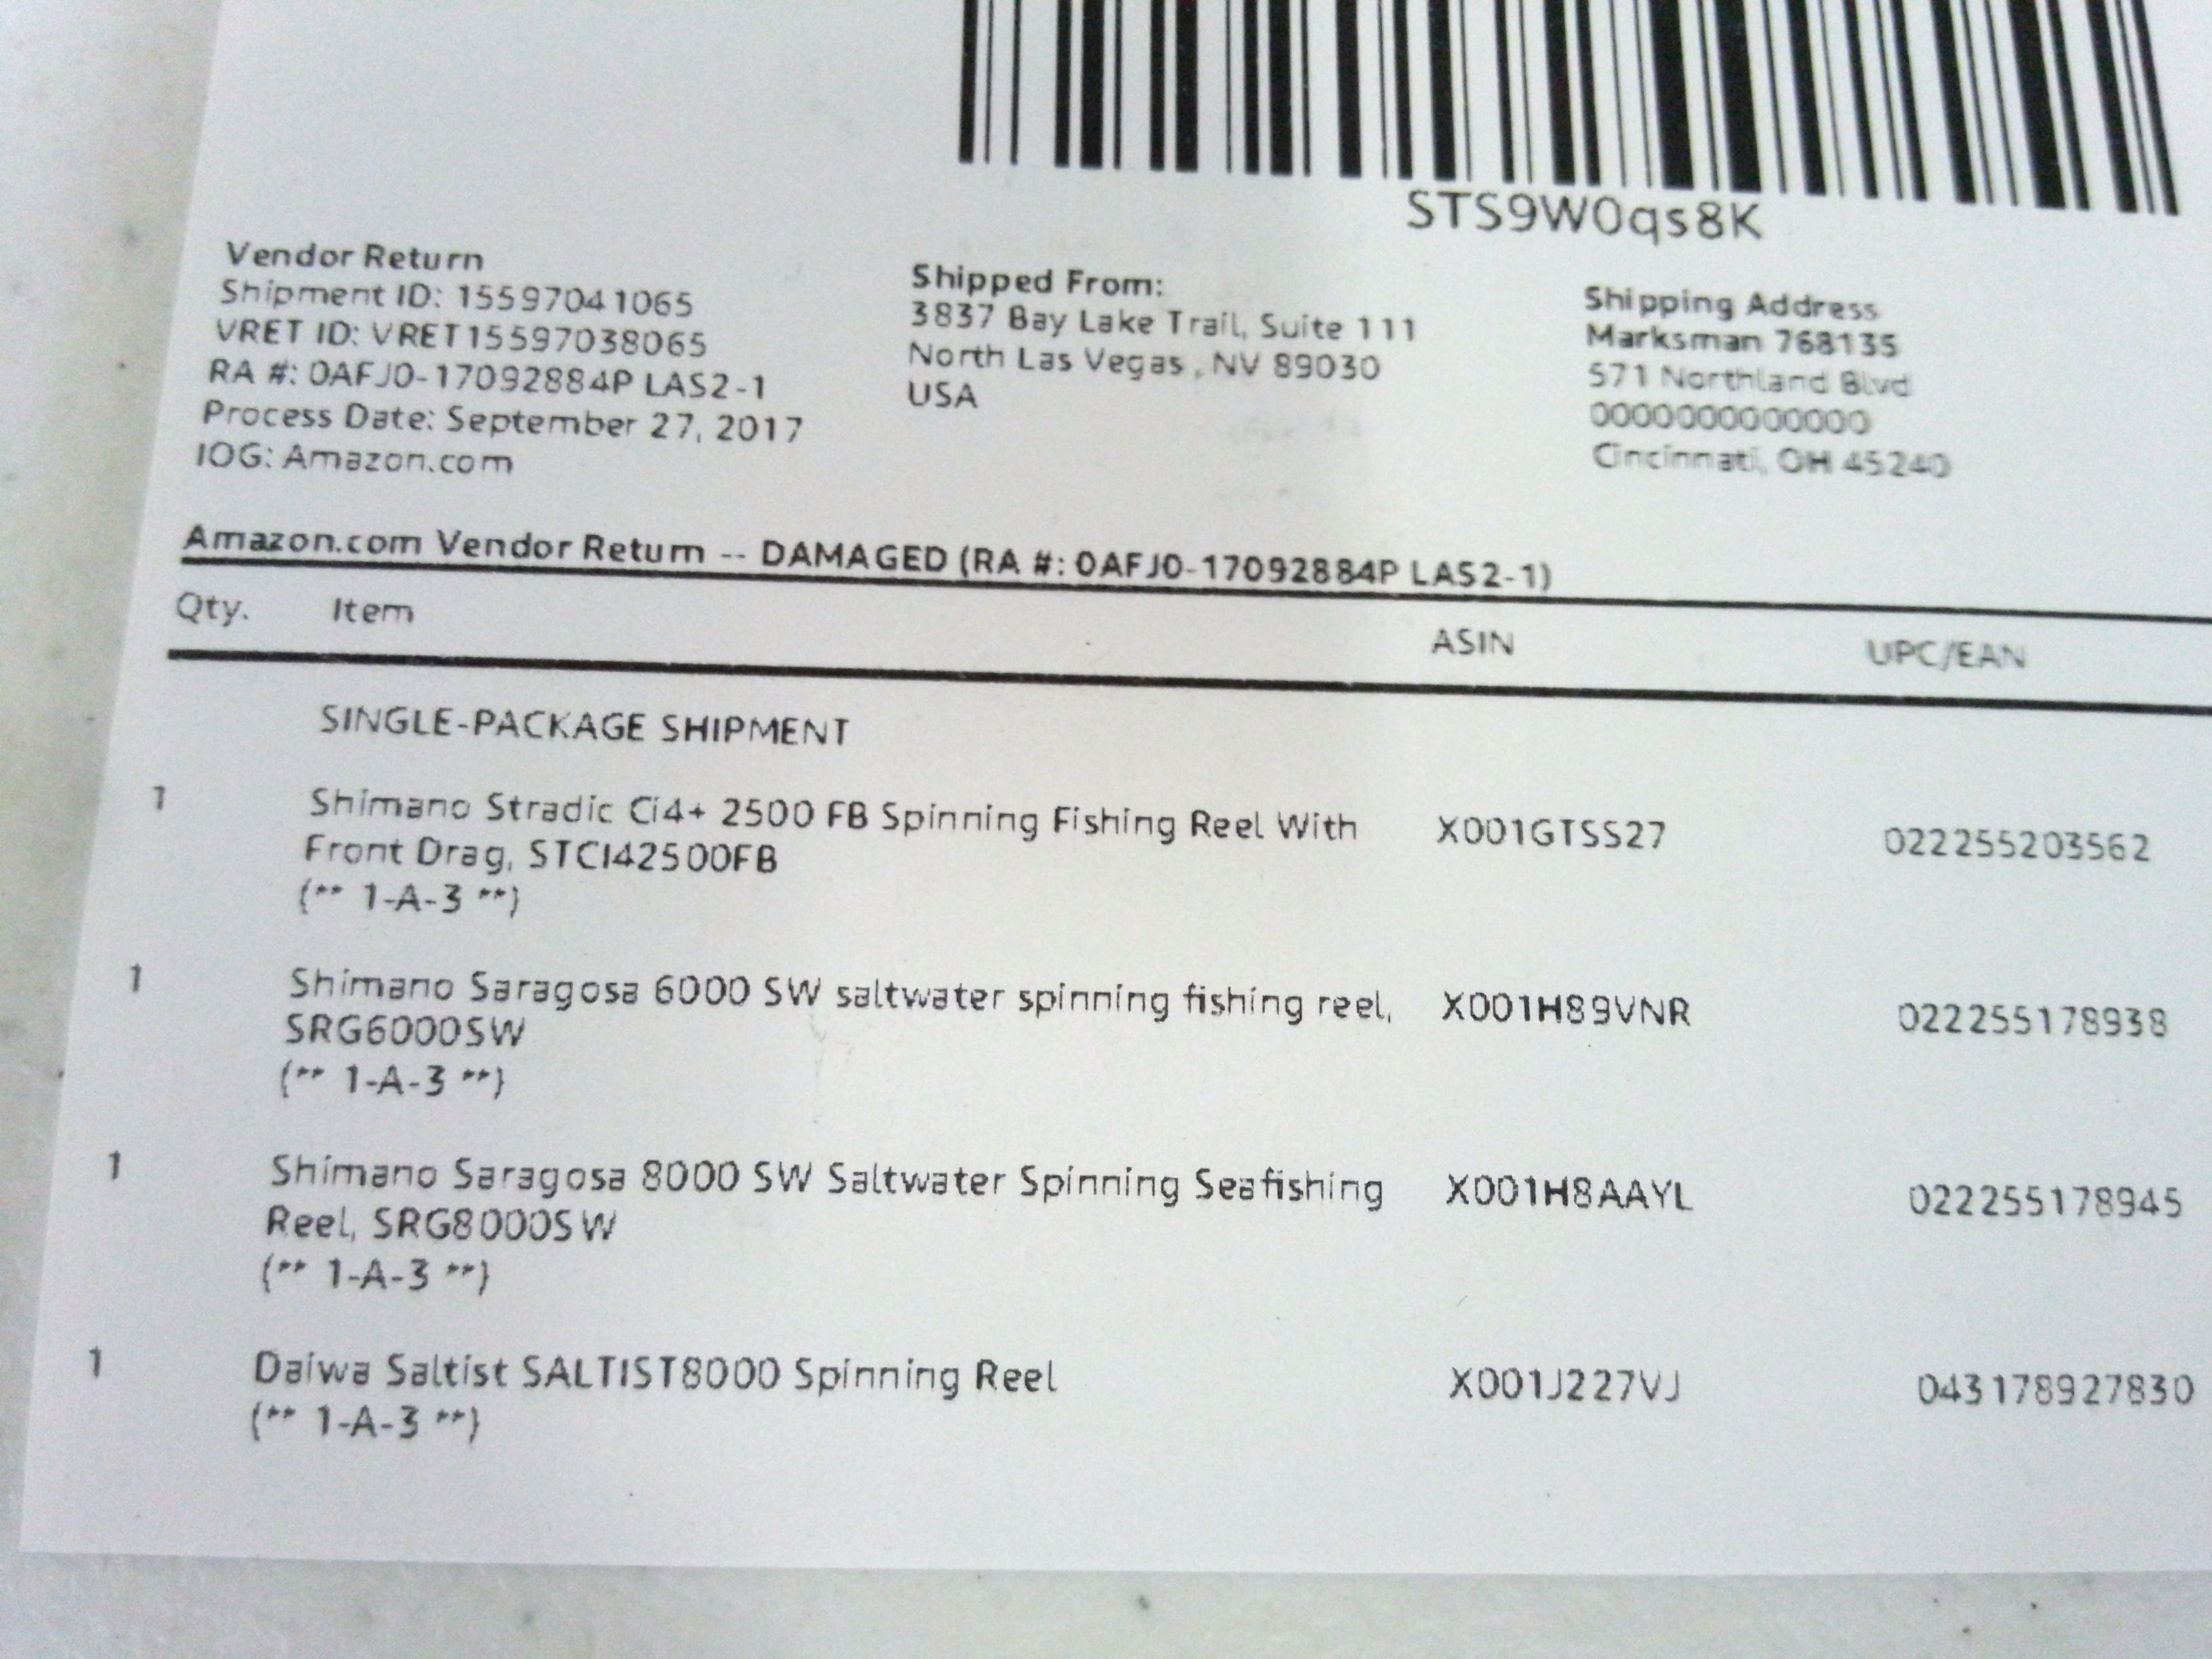 STS9W0qs8K
Vendor Return
Shipment ID: 15597041065
VRET ID: VRET15597038065
RA #: 0AFJ0-17092884P LAS2-1
Process Date: September 27, 2017
IOG: Amazon.com
Shipped From:
3837 Bay Lake Trail, Suite 111
North Las Vegas , NV 89030
USA
Shipping Address
Marksman 768135
571 Northland Blvd
0000000000000
Cincinnati, OH 45240
Amazon.com Vendor Return -- DAMAGED (RA #: 0AFJ0-17092884P LAS2-1)
Qty. Item ASIN UPC/EAN
SINGLE-PACKAGE SHIPMENT
1 Shimano Stradic Ci4+ 2500 FB Spinning Fishing Reel With X001GTSS27 022255203562
Front Drag, STCI42500FB
(** 1-A-3 **)
1 Shimano Saragosa 6000 SW saltwater spinning fishing reel, X001H89VNR 022255178938
SRG6000SW
(** 1-A-3 **)
1 Shimano Saragosa 8000 SW Saltwater Spinning Seafishing X001H8AAYL 022255178945
Reel, SRG8000SW
(** 1-A-3 **)
1 Daiwa Saltist SALTIST8000 Spinning Reel X001J227VJ 043178927830
(** 1-A-3 **)